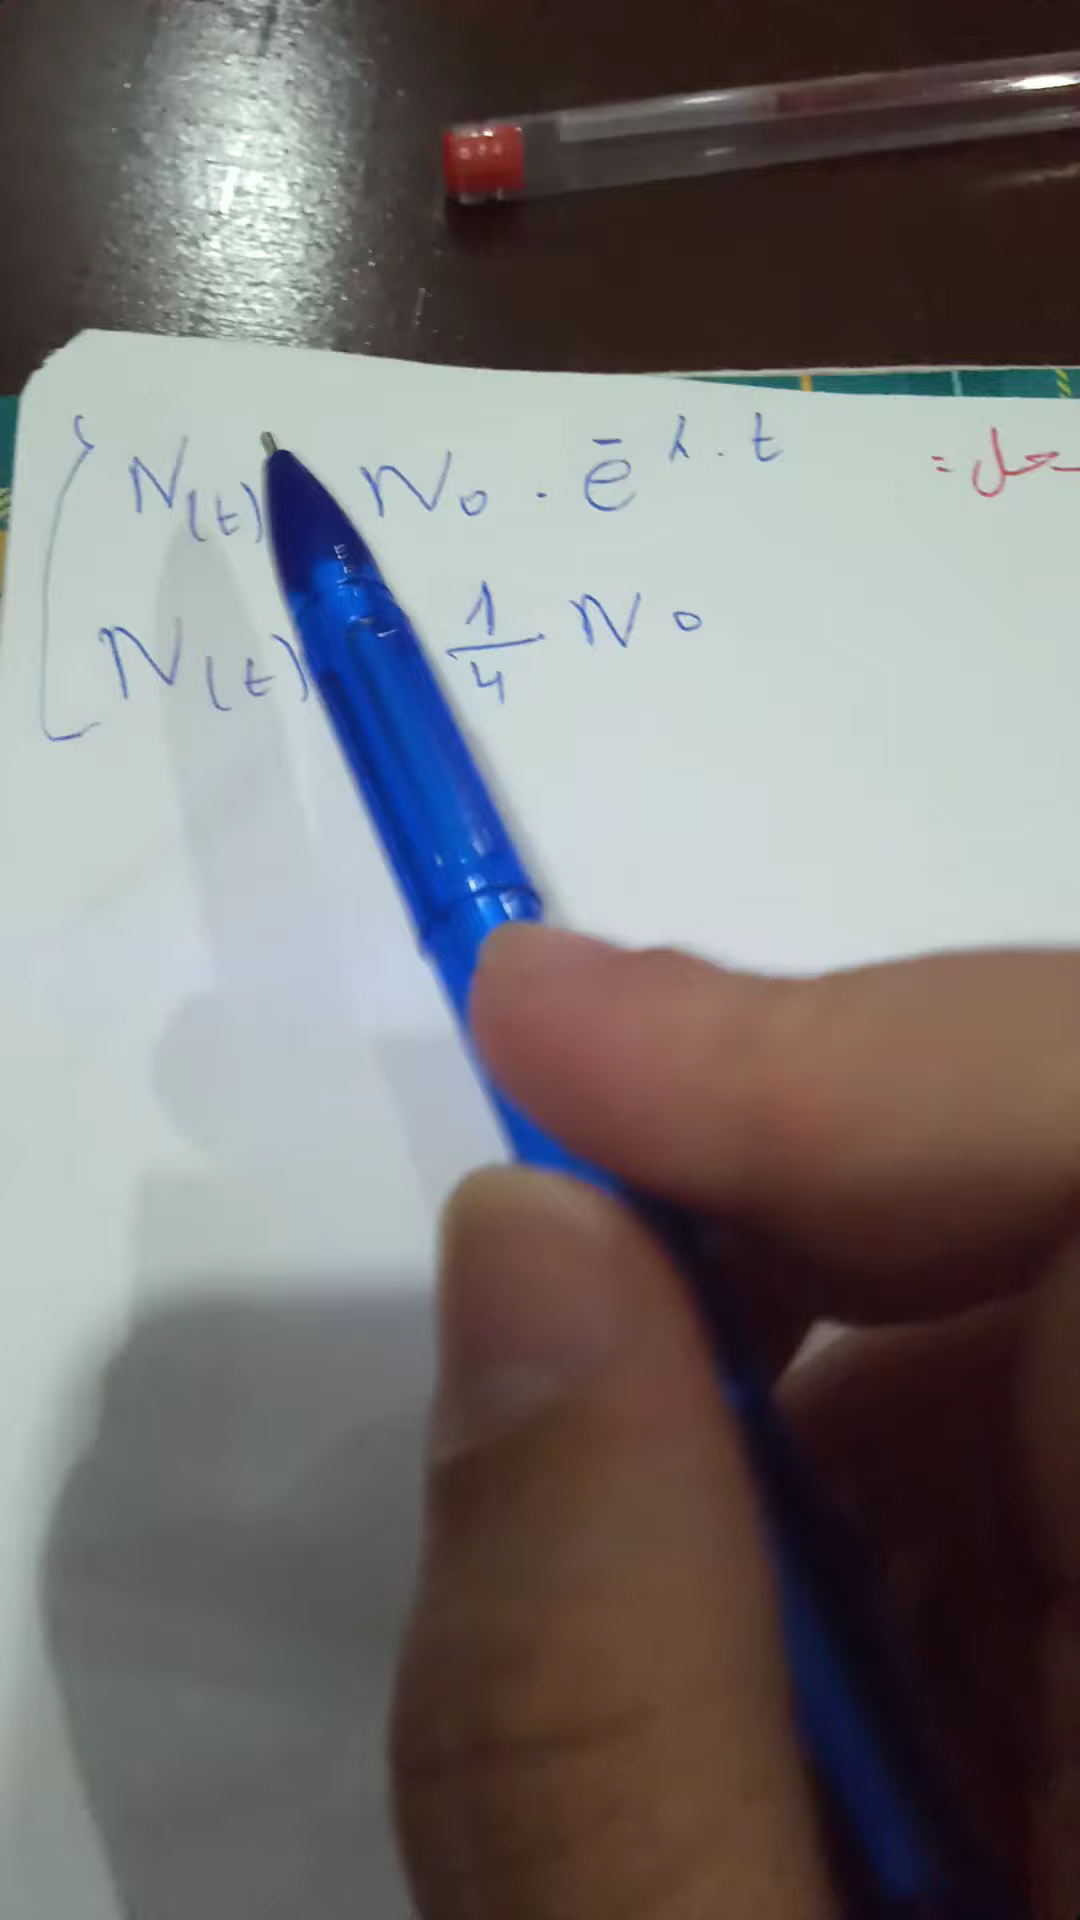 N(t) N₀ . e⁻ λ . t حل :
N(t) 1/4 N₀